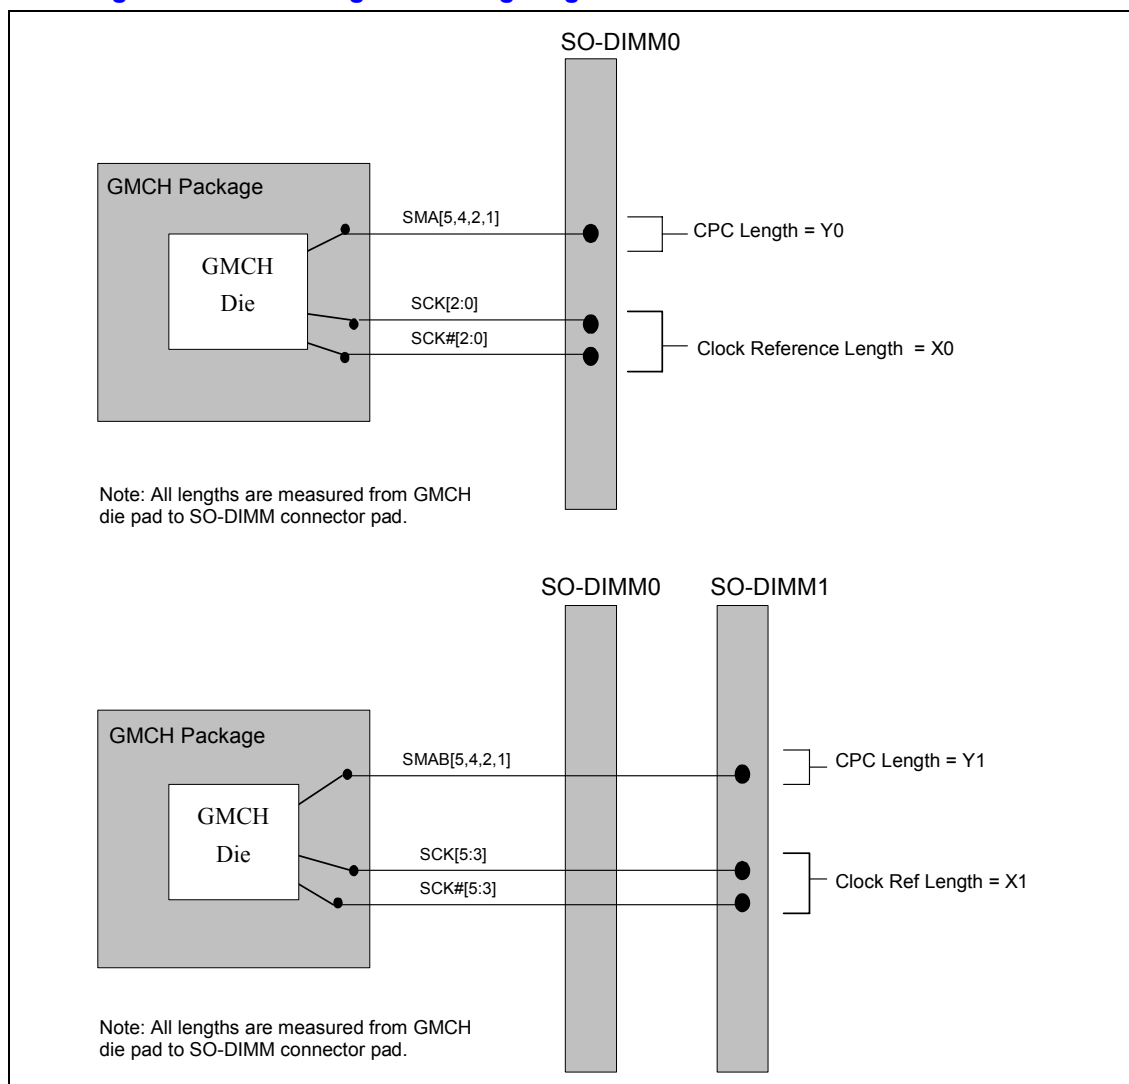 SO-DIMM0
GMCH Package
SMA[5,4,2,1]
CPC Length = Y0
GMCH
Die
SCK[2:0]
SCK#[2:0]
Clock Reference Length = X0
Note: All lengths are measured from GMCH
die pad to SO-DIMM connector pad.
SO-DIMM0 SO-DIMM1
GMCH Package
SMAB[5,4,2,1]
CPC Length = Y1
GMCH
Die
SCK[5:3]
SCK#[5:3]
Clock Ref Length = X1
Note: All lengths are measured from GMCH
die pad to SO-DIMM connector pad.